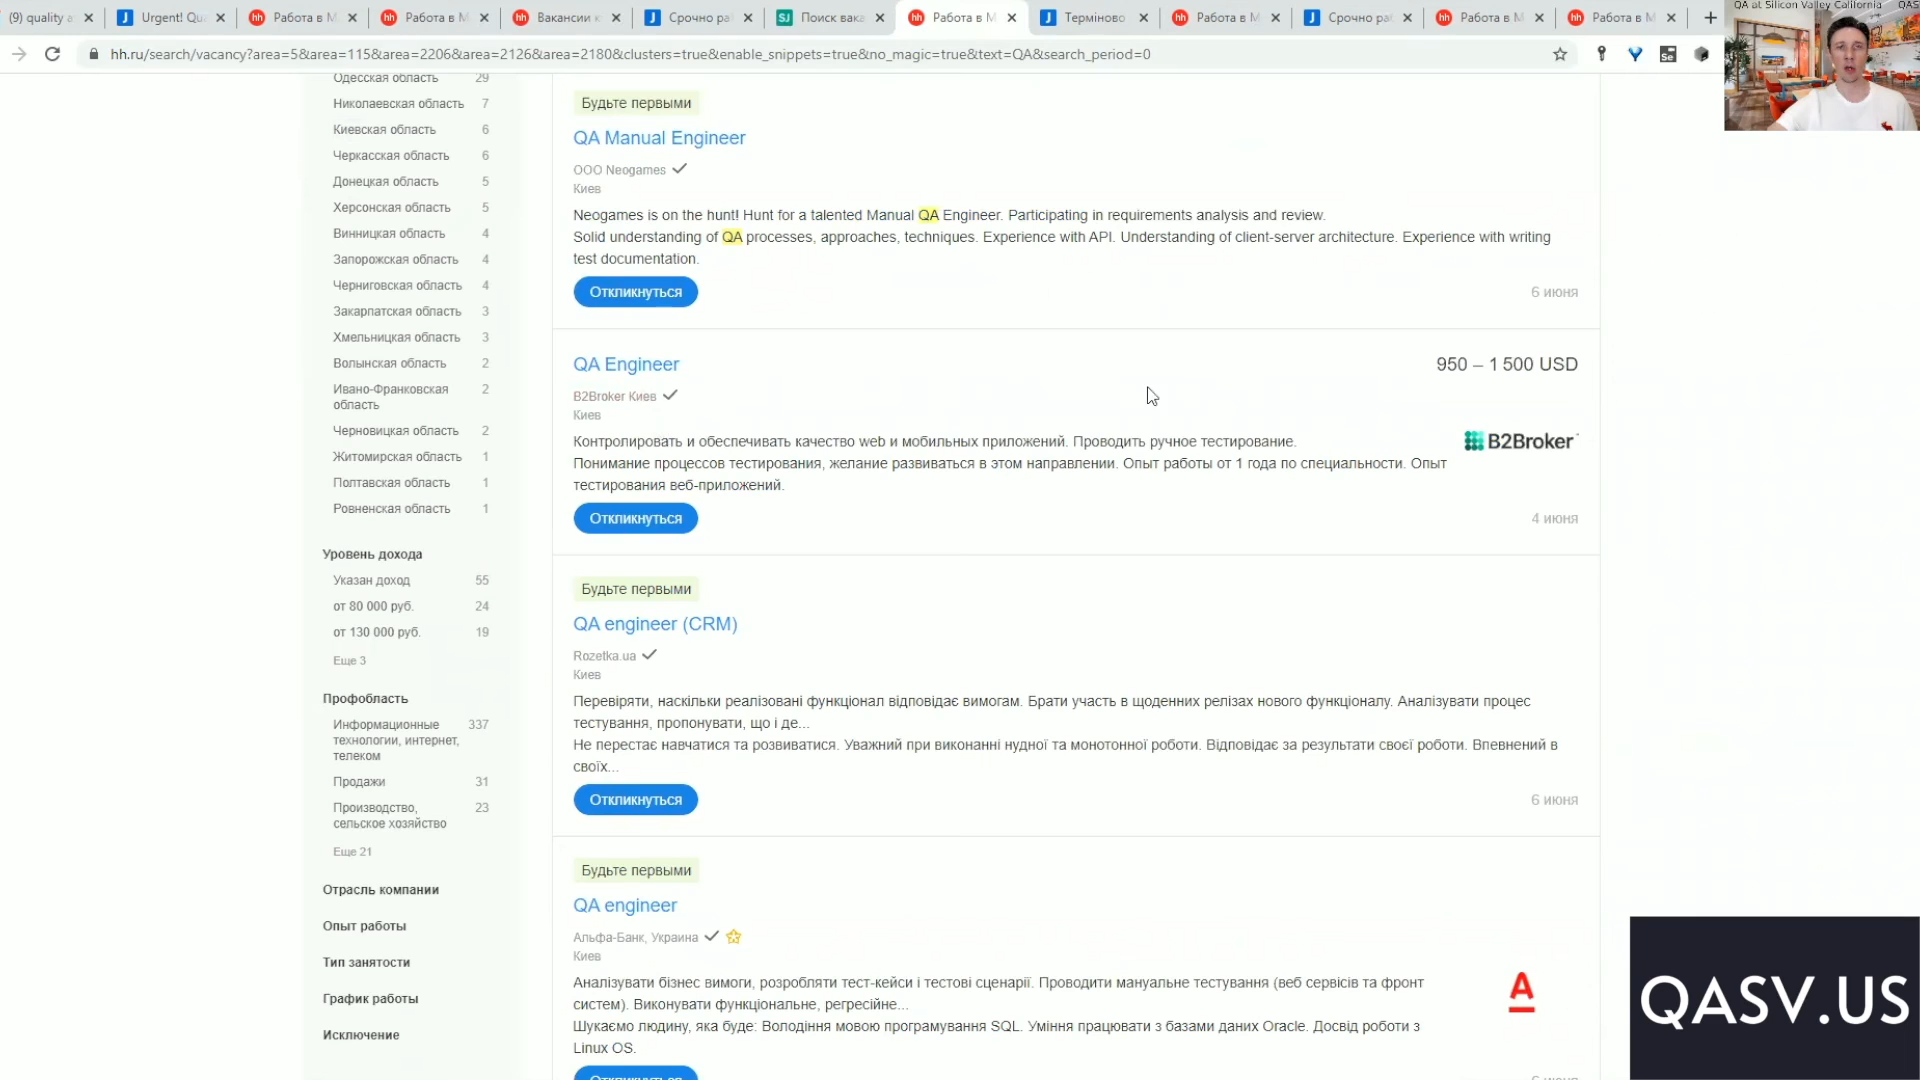 (9) quality a
Urgent! Qu
Работа в М
Работа в М
Вакансии к
Срочно ра
Поиск вака
Работа в М
Терміново
Работа в М
Срочно ра
Работа в М
Работа в М
QA at Silicon Valley California
QAS
hh.ru/search/vacancy?area=5&area=115&area=2206&area=2126&area=2180&clusters=true&enable_snippets=true&no_magic=true&text=QA&search_period=0
Одесская область 29
Николаевская область 7
Киевская область 6
Черкасская область 6
Донецкая область 5
Херсонская область 5
Винницкая область 4
Запорожская область 4
Черниговская область 4
Закарпатская область 3
Хмельницкая область 3
Волынская область 2
Ивано-Франковская 2
область
Черновицкая область 2
Житомирская область 1
Полтавская область 1
Ровненская область 1
Уровень дохода
Указан доход 55
от 80 000 руб. 24
от 130 000 руб. 19
Еще 3
Профобласть
Информационные 337
технологии, интернет,
телеком
Продажи 31
Производство, 23
сельское хозяйство
Еще 21
Отрасль компании
Опыт работы
Тип занятости
График работы
Исключение
Будьте первыми
QA Manual Engineer
ООО Neogames
Киев
Neogames is on the hunt! Hunt for a talented Manual QA Engineer. Participating in requirements analysis and review.
Solid understanding of QA processes, approaches, techniques. Experience with API. Understanding of client-server architecture. Experience with writing
test documentation.
Откликнуться
6 июня
QA Engineer
950 – 1 500 USD
B2Broker Киев
Киев
B2Broker
Контролировать и обеспечивать качество web и мобильных приложений. Проводить ручное тестирование.
Понимание процессов тестирования, желание развиваться в этом направлении. Опыт работы от 1 года по специальности. Опыт
тестирования веб-приложений.
Откликнуться
4 июня
Будьте первыми
QA engineer (CRM)
Rozetka.ua
Киев
Перевіряти, наскільки реалізовані функціонал відповідає вимогам. Брати участь в щоденних релізах нового функціоналу. Аналізувати процес
тестування, пропонувати, що і де...
Не перестає навчатися та розвиватися. Уважний при виконанні нудної та монотонної роботи. Відповідає за результати своєї роботи. Впевнений в
своїх...
Откликнуться
6 июня
Будьте первыми
QA engineer
Альфа-Банк, Украина
Киев
Аналізувати бізнес вимоги, розробляти тест-кейси і тестові сценарії. Проводити мануальне тестування (веб сервісів та фронт
систем). Виконувати функціональне, регресійне...
Шукаємо людину, яка буде: Володіння мовою програмування SQL. Уміння працювати з базами даних Oracle. Досвід роботи з
Linux OS.
А
Откликнуться
6 июня
QASV.US